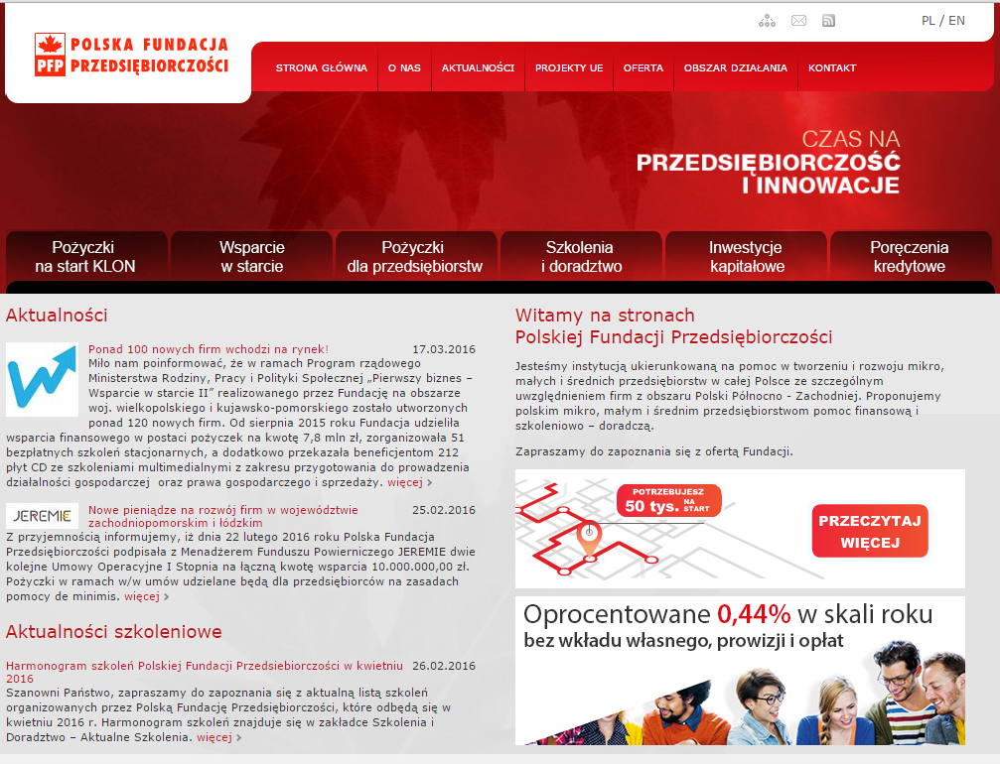 PL / EN
PFP POLSKA FUNDACJA
PRZEDSIĘBIORCZOŚCI
STRONA GŁÓWNA O NAS AKTUALNOŚCI PROJEKTY UE OFERTA OBSZAR DZIAŁANIA KONTAKT
CZAS NA
PRZEDSIĘBIORCZOŚĆ
I INNOWACJE
Pożyczki
na start KLON
Wsparcie
w starcie
Pożyczki
dla przedsiębiorstw
Szkolenia
i doradztwo
Inwestycje
kapitałowe
Poręczenia
kredytowe
Aktualności
Ponad 100 nowych firm wchodzi na rynek! 17.03.2016
Miło nam poinformować, że w ramach Program rządowego
Ministerstwa Rodziny, Pracy i Polityki Społecznej „Pierwszy biznes –
Wsparcie w starcie II” realizowanego przez Fundację na obszarze
woj. wielkopolskiego i kujawsko-pomorskiego zostało utworzonych
ponad 120 nowych firm. Od sierpnia 2015 roku Fundacja udzieliła
wsparcia finansowego w postaci pożyczek na kwotę 7,8 mln zł, zorganizowała 51
bezpłatnych szkoleń stacjonarnych, a dodatkowo przekazała beneficjentom 212
płyt CD ze szkoleniami multimedialnymi z zakresu przygotowania do prowadzenia
działalności gospodarczej oraz prawa gospodarczego i sprzedaży. więcej
JEREMIE
Nowe pieniądze na rozwój firm w województwie 25.02.2016
zachodniopomorskim i łódzkim
Z przyjemnością informujemy, iż dnia 22 lutego 2016 roku Polska Fundacja
Przedsiębiorczości podpisała z Menadżerem Funduszu Powierniczego JEREMIE dwie
kolejne Umowy Operacyjne I Stopnia na łączną kwotę wsparcia 10.000.000,00 zł.
Pożyczki w ramach w/w umów udzielane będą dla przedsiębiorców na zasadach
pomocy de minimis. więcej
Aktualności szkoleniowe
Harmonogram szkoleń Polskiej Fundacji Przedsiebiorczości w kwietniu 26.02.2016
2016
Szanowni Państwo, zapraszamy do zapoznania się z aktualną listą szkoleń
organizowanych przez Polską Fundację Przedsiębiorczości, które odbędą się w
kwietniu 2016 r. Harmonogram szkoleń znajduje się w zakładce Szkolenia i
Doradztwo – Aktualne Szkolenia. więcej
Witamy na stronach
Polskiej Fundacji Przedsiębiorczości
Jesteśmy instytucją ukierunkowaną na pomoc w tworzeniu i rozwoju mikro,
małych i średnich przedsiębiorstw w całej Polsce ze szczególnym
uwzględnieniem firm z obszaru Polski Północno - Zachodniej. Proponujemy
polskim mikro, małym i średnim przedsiębiorstwom pomoc finansową i
szkoleniowo – doradczą.
Zapraszamy do zapoznania się z ofertą Fundacji.
POTRZEBUJESZ
50 tys. NA START
PRZECZYTAJ
WIĘCEJ
Oprocentowane 0,44% w skali roku
bez wkładu własnego, prowizji i opłat